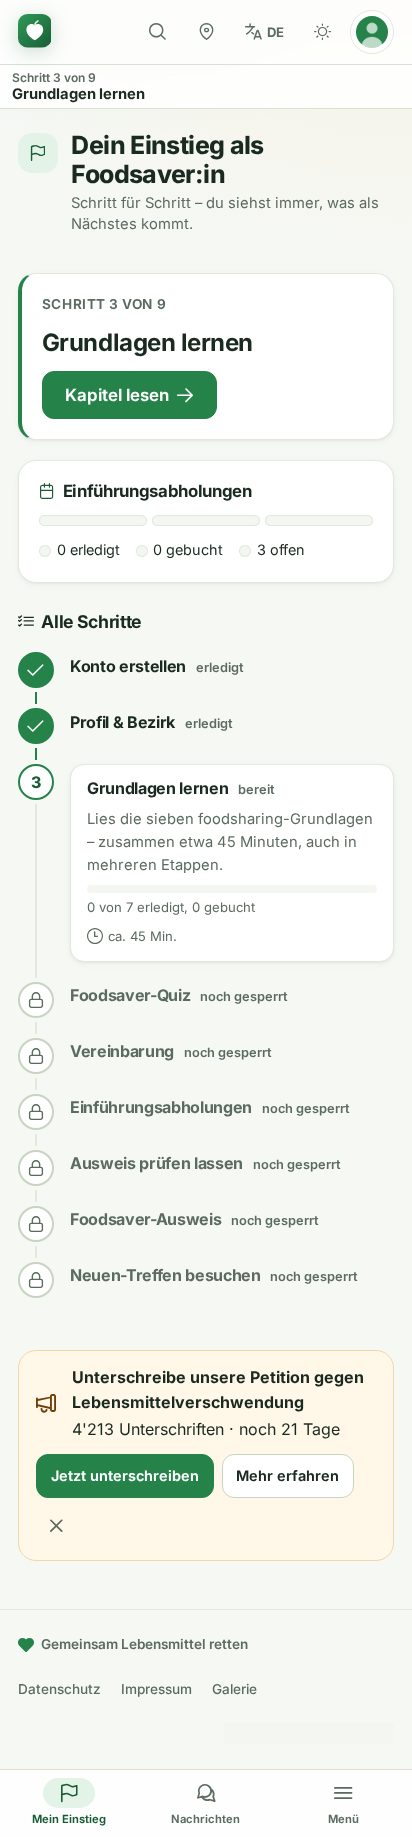 DE
Schritt 3 von 9
Grundlagen lernen
Dein Einstieg als
Foodsaver:in
Schritt für Schritt – du siehst immer, was als
Nächstes kommt.
SCHRITT 3 VON 9
Grundlagen lernen
Kapitel lesen
Einführungsabholungen
0 erledigt 0 gebucht 3 offen
Alle Schritte
Konto erstellen erledigt
Profil & Bezirk erledigt
3
Grundlagen lernen bereit
Lies die sieben foodsharing-Grundlagen
– zusammen etwa 45 Minuten, auch in
mehreren Etappen.
0 von 7 erledigt, 0 gebucht
ca. 45 Min.
Foodsaver-Quiz noch gesperrt
Vereinbarung noch gesperrt
Einführungsabholungen noch gesperrt
Ausweis prüfen lassen noch gesperrt
Foodsaver-Ausweis noch gesperrt
Neuen-Treffen besuchen noch gesperrt
Unterschreibe unsere Petition gegen
Lebensmittelverschwendung
4'213 Unterschriften · noch 21 Tage
Jetzt unterschreiben Mehr erfahren
Gemeinsam Lebensmittel retten
Datenschutz Impressum Galerie
Mein Einstieg Nachrichten Menü